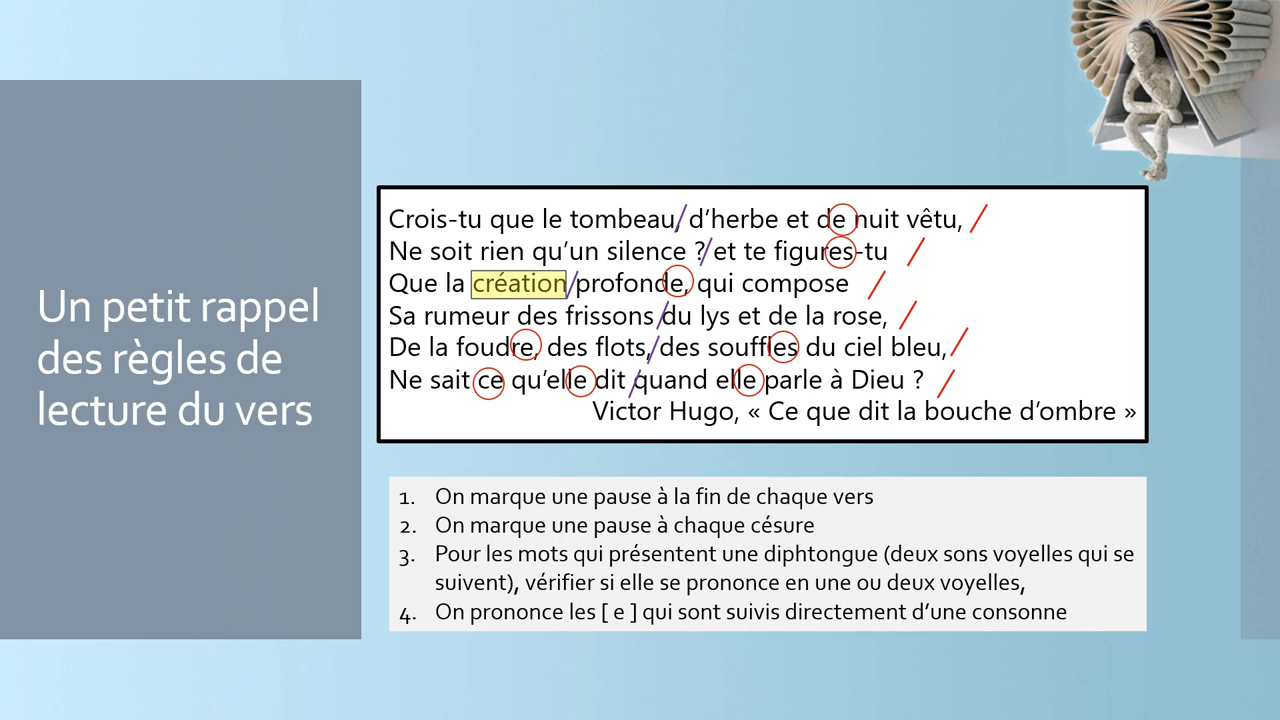 Un petit rappel
des règles de
lecture du vers
Crois-tu que le tombeau, d’herbe et de nuit vêtu,
Ne soit rien qu’un silence ? et te figures-tu
Que la création profonde, qui compose
Sa rumeur des frissons du lys et de la rose,
De la foudre, des flots, des souffles du ciel bleu,
Ne sait ce qu’elle dit quand elle parle à Dieu ?
Victor Hugo, « Ce que dit la bouche d’ombre »
1. On marque une pause à la fin de chaque vers
2. On marque une pause à chaque césure
3. Pour les mots qui présentent une diphtongue (deux sons voyelles qui se
suivent), vérifier si elle se prononce en une ou deux voyelles,
4. On prononce les [ e ] qui sont suivis directement d’une consonne